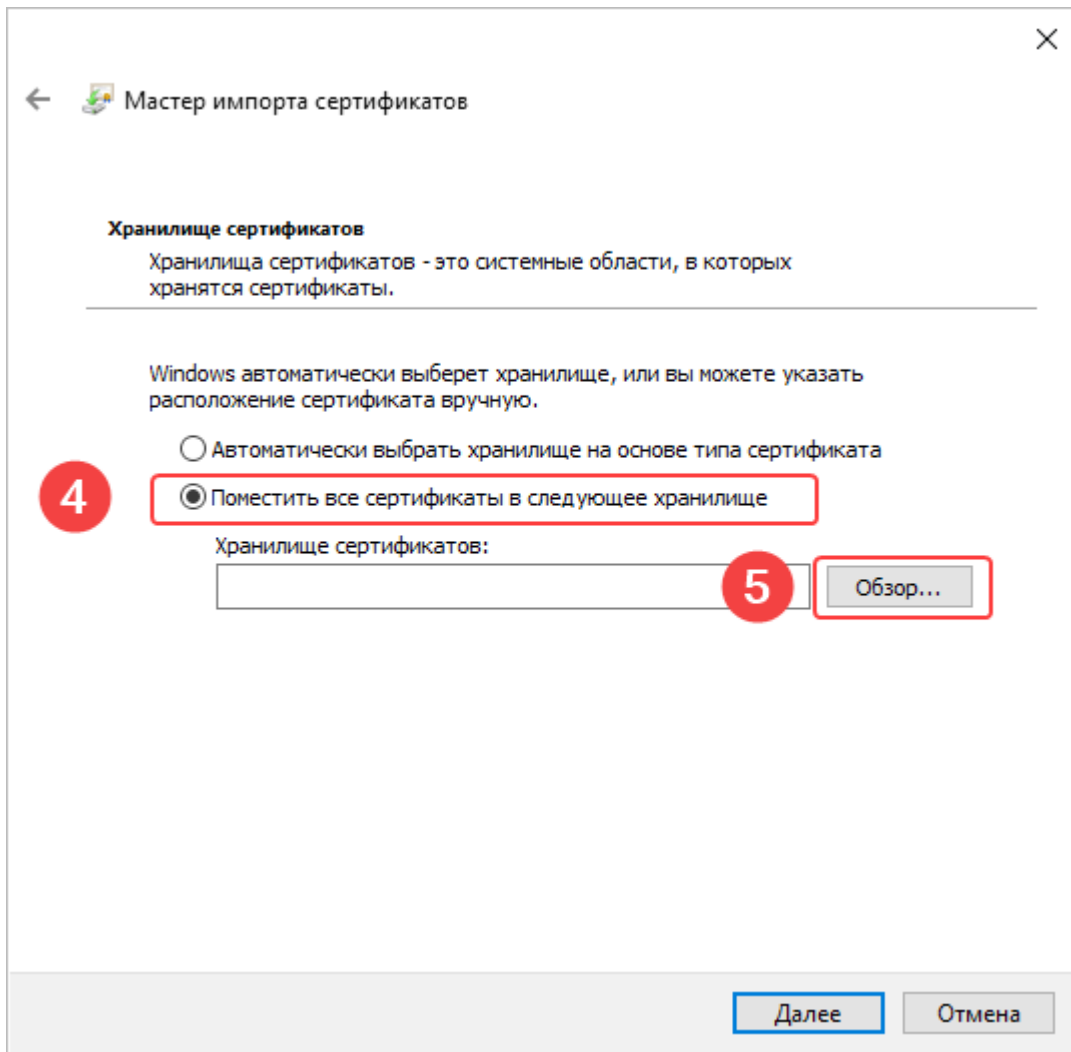 Мастер импорта сертификатов
Хранилище сертификатов
Хранилища сертификатов - это системные области, в которых
хранятся сертификаты.
Windows автоматически выберет хранилище, или вы можете указать
расположение сертификата вручную.
Автоматически выбрать хранилище на основе типа сертификата
4
Поместить все сертификаты в следующее хранилище
Хранилище сертификатов:
5
Обзор...
Далее
Отмена